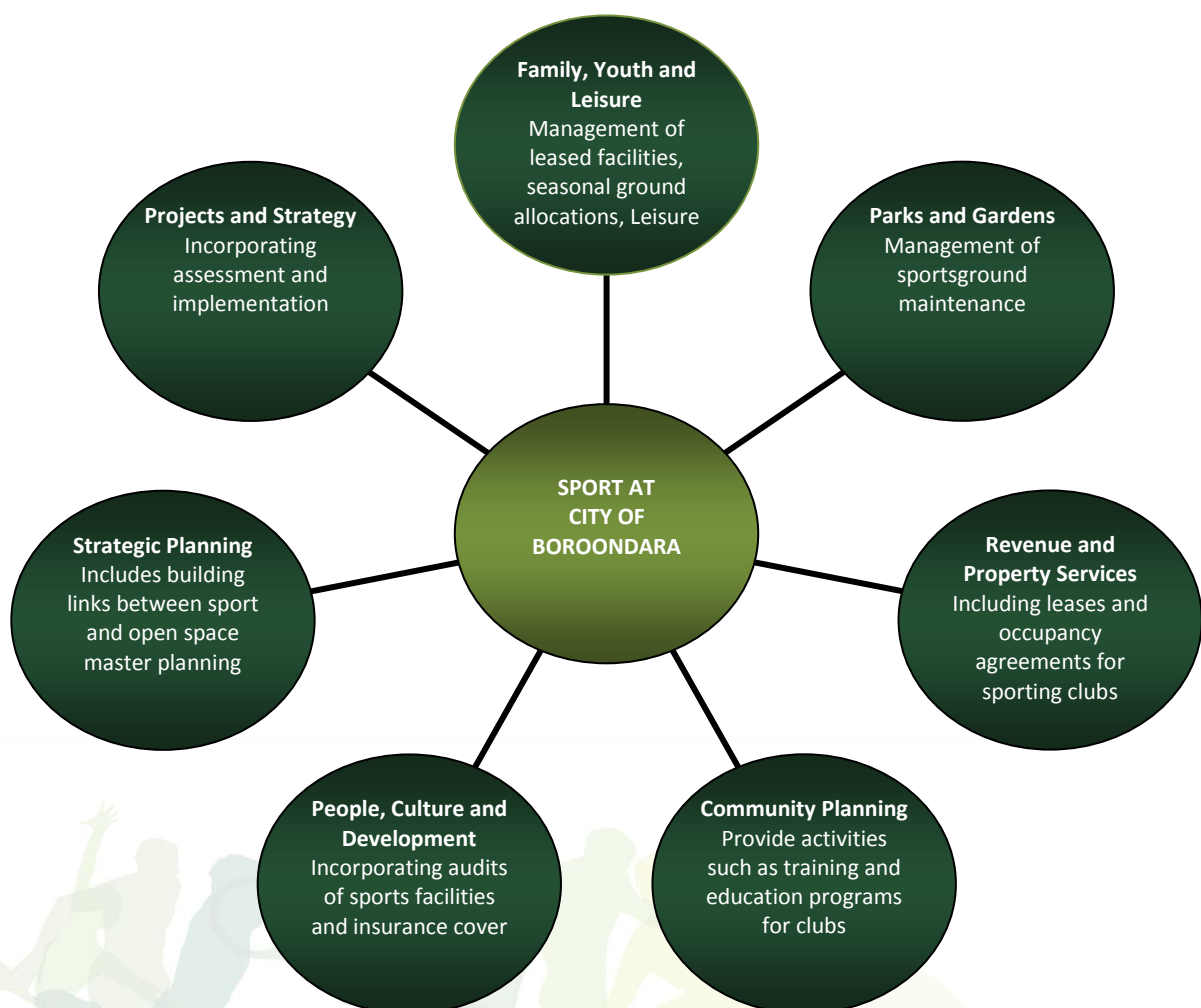 Family, Youth and
Leisure
Management of
leased facilities,
seasonal ground
allocations, Leisure
Projects and Strategy
Incorporating
assessment and
implementation
Parks and Gardens
Management of
sportsground
maintenance
SPORT AT
CITY OF
BOROONDARA
Strategic Planning
Includes building
links between sport
and open space
master planning
Revenue and
Property Services
Including leases and
occupancy
agreements for
sporting clubs
People, Culture and
Development
Incorporating audits
of sports facilities
and insurance cover
Community Planning
Provide activities
such as training and
education programs
for clubs